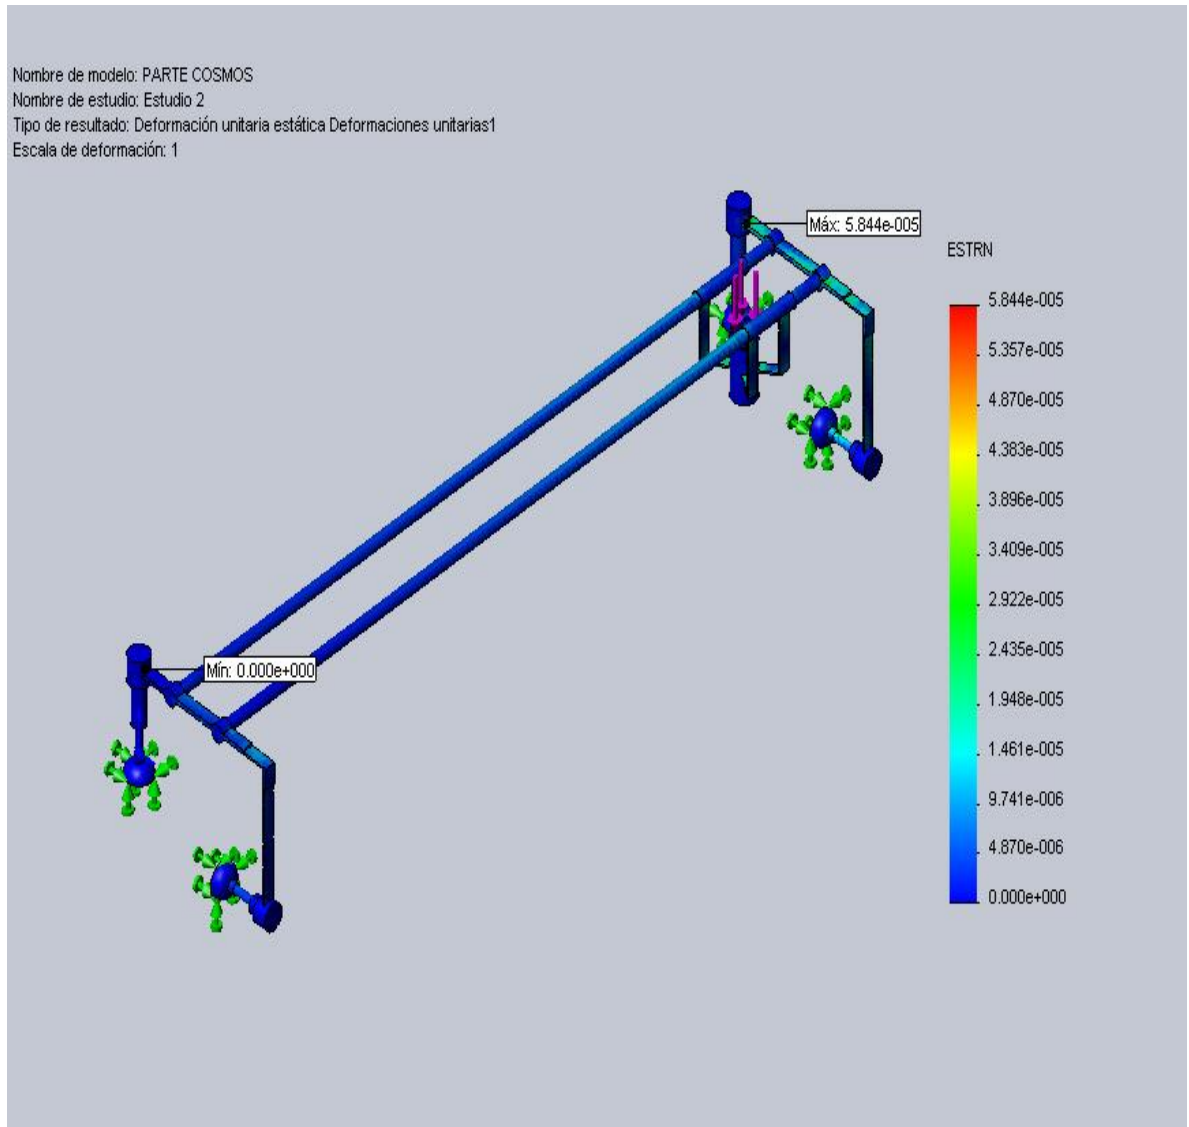 Nombre de modelo: PARTE COSMOS
Nombre de estudio: Estudio 2
Tipo de resultado: Deformación unitaria estática Deformaciones unitarias1
Escala de deformación: 1
Máx: 5.844e-005
ESTRN
5.844e-005
5.357e-005
4.870e-005
4.383e-005
3.896e-005
3.409e-005
2.922e-005
2.435e-005
1.948e-005
1.461e-005
9.741e-006
4.870e-006
0.000e+000
Mín: 0.000e+000